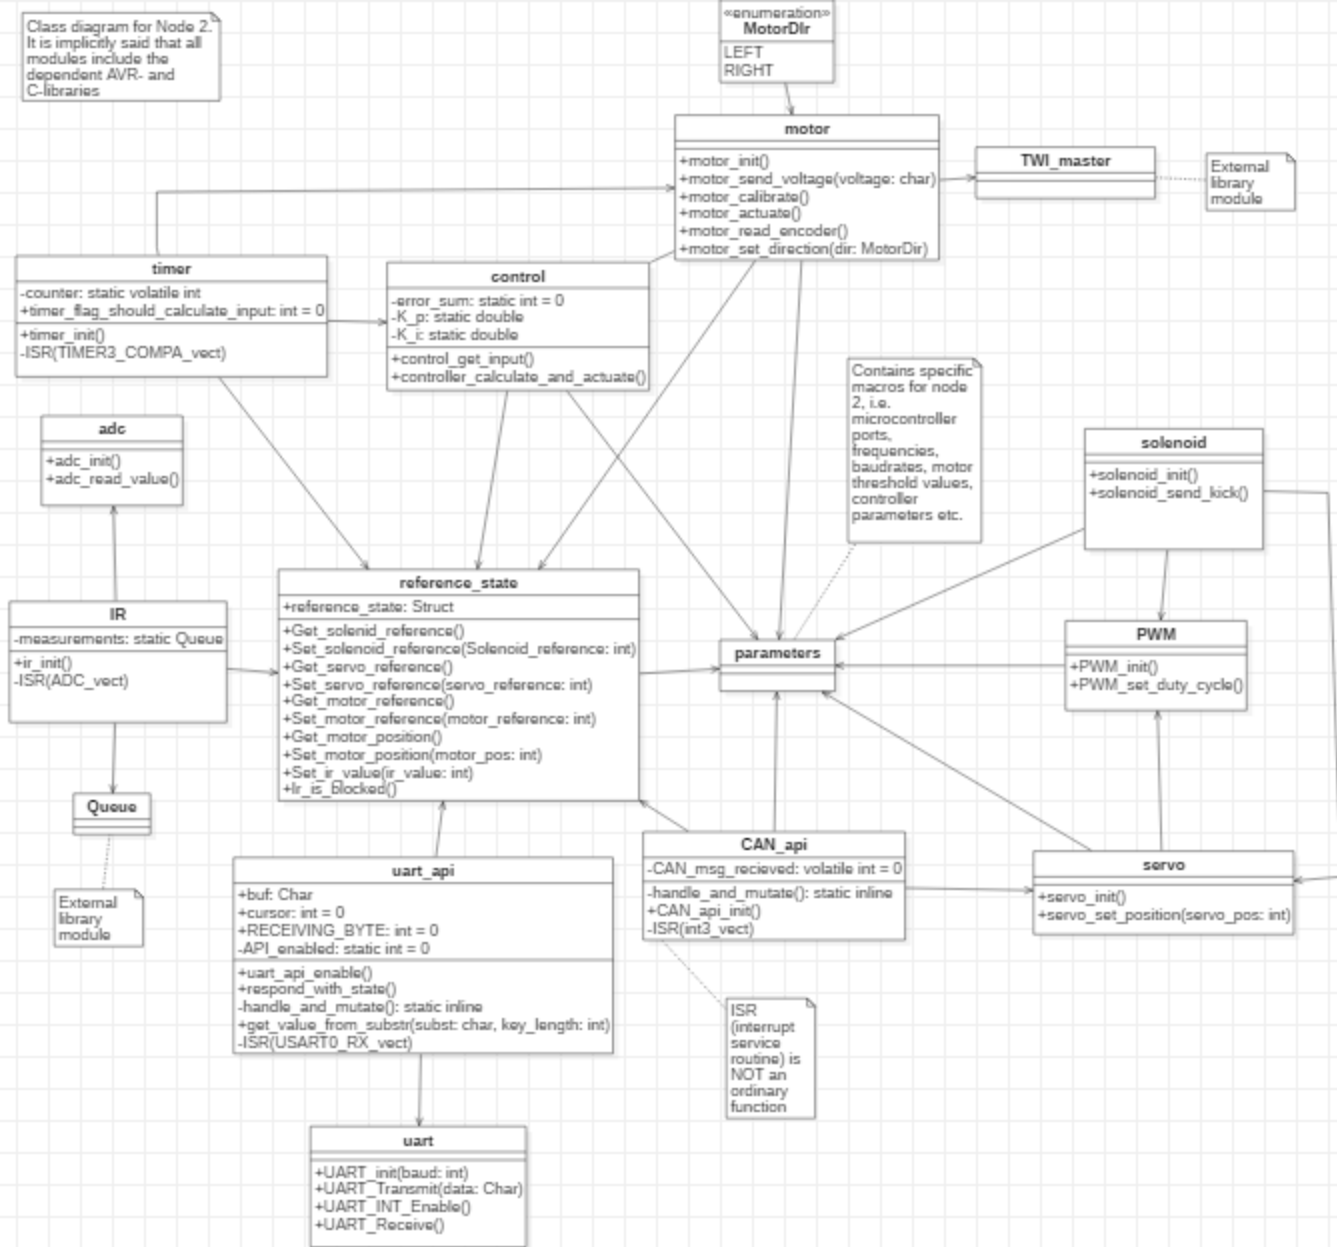 Class diagram for Node 2.
It is implicitly said that all
modules include the
dependent AVR- and
C-libraries
«enumeration»
MotorDIr
LEFT
RIGHT
motor
+motor_init()
+motor_send_voltage(voltage: char)
+motor_calibrate()
+motor_actuate()
+motor_read_encoder()
+motor_set_direction(dir: MotorDir)
TWI_master
External
library
module
timer
-counter: static volatile int
+timer_flag_should_calculate_input: int = 0
+timer_init()
-ISR(TIMER3_COMPA_vect)
control
-error_sum: static int = 0
-K_p: static double
-K_i: static double
+control_get_input()
+controller_calculate_and_actuate()
Contains specific
macros for node
2, i.e.
microcontroller
ports,
frequencies,
baudrates, motor
threshold values,
controller
parameters etc.
adc
+adc_init()
+adc_read_value()
solenoid
+solenoid_init()
+solenoid_send_kick()
IR
-measurements: static Queue
+ir_init()
-ISR(ADC_vect)
reference_state
+reference_state: Struct
+Get_solenid_reference()
+Set_solenoid_reference(Solenoid_reference: int)
+Get_servo_reference()
+Set_servo_reference(servo_reference: int)
+Get_motor_reference()
+Set_motor_reference(motor_reference: int)
+Get_motor_position()
+Set_motor_position(motor_pos: int)
+Set_ir_value(ir_value: int)
+Ir_is_blocked()
parameters
PWM
+PWM_init()
+PWM_set_duty_cycle()
Queue
External
library
module
uart_api
+buf: Char
+cursor: int = 0
+RECEIVING_BYTE: int = 0
-API_enabled: static int = 0
+uart_api_enable()
+respond_with_state()
-handle_and_mutate(): static inline
+get_value_from_substr(subst: char, key_length: int)
-ISR(USART0_RX_vect)
CAN_api
-CAN_msg_recieved: volatile int = 0
-handle_and_mutate(): static inline
+CAN_api_init()
-ISR(int3_vect)
servo
+servo_init()
+servo_set_position(servo_pos: int)
ISR
(interrupt
service
routine) is
NOT an
ordinary
function
uart
+UART_init(baud: int)
+UART_Transmit(data: Char)
+UART_INT_Enable()
+UART_Receive()